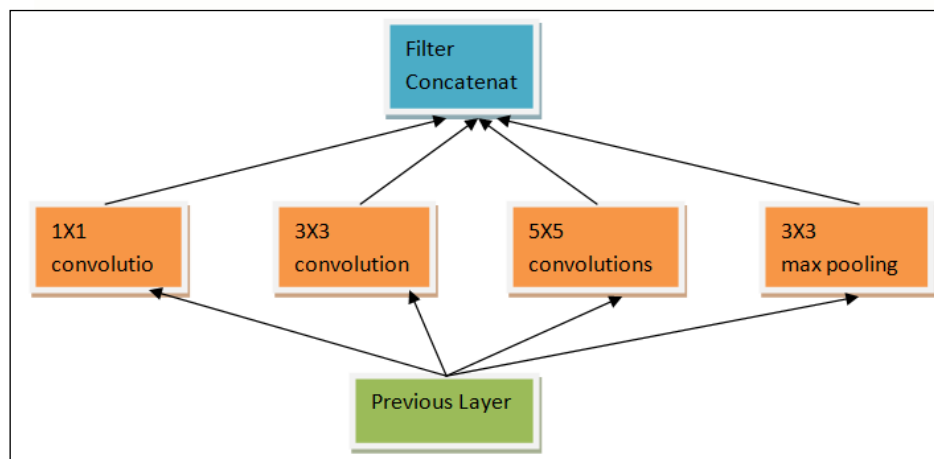 Filter
Concatenat
1X1
convolutio
3X3
convolution
5X5
convolutions
3X3
max pooling
Previous Layer